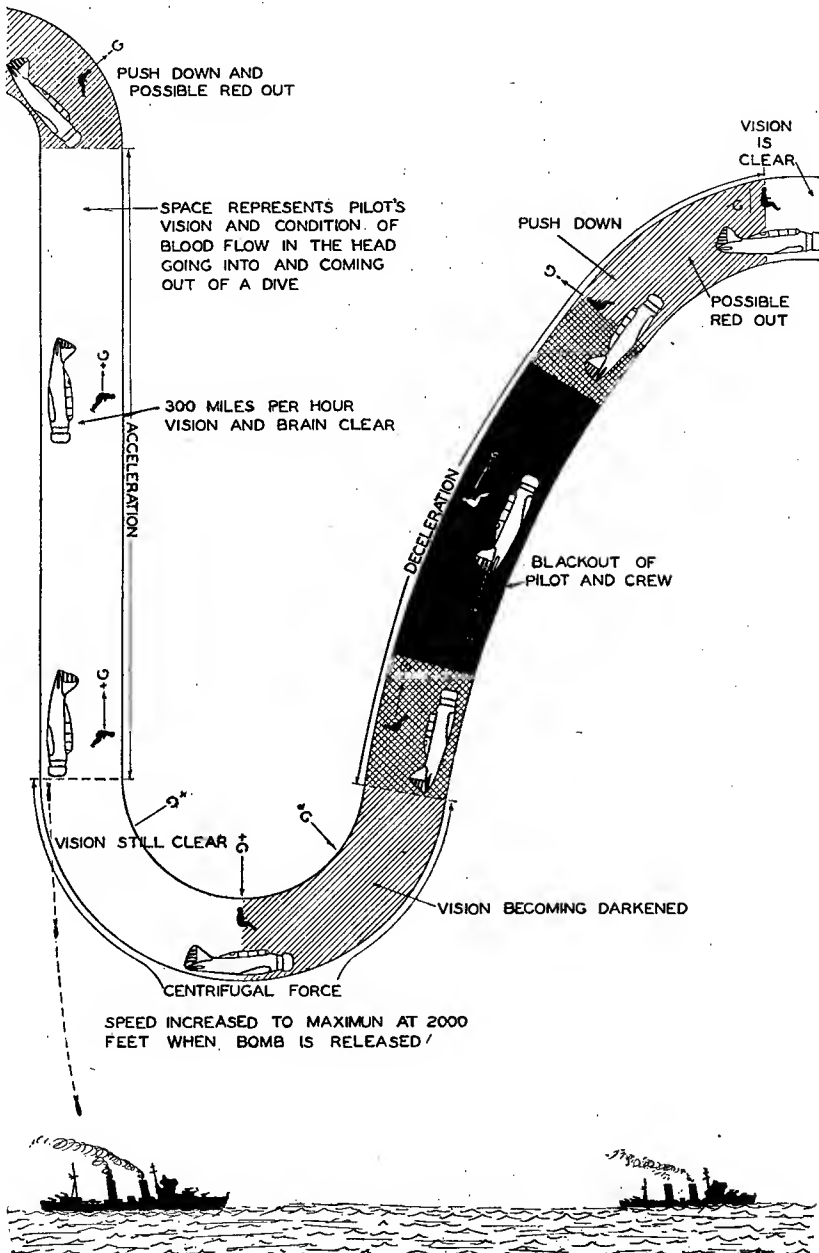 -G
PUSH DOWN AND
POSSIBLE RED OUT
VISION
IS
CLEAR
SPACE REPRESENTS PILOT'S
VISION AND CONDITION OF
BLOOD FLOW IN THE HEAD
GOING INTO AND COMING
OUT OF A DIVE
-G
PUSH DOWN
-G
POSSIBLE
RED OUT
+G
300 MILES PER HOUR
VISION AND BRAIN CLEAR
ACCELERATION
DECELERATION
BLACKOUT OF
PILOT AND CREW
+G
+G
+G
VISION STILL CLEAR
+G
VISION BECOMING DARKENED
CENTRIFUGAL FORCE
SPEED INCREASED TO MAXIMUN AT 2000
FEET WHEN BOMB IS RELEASED!